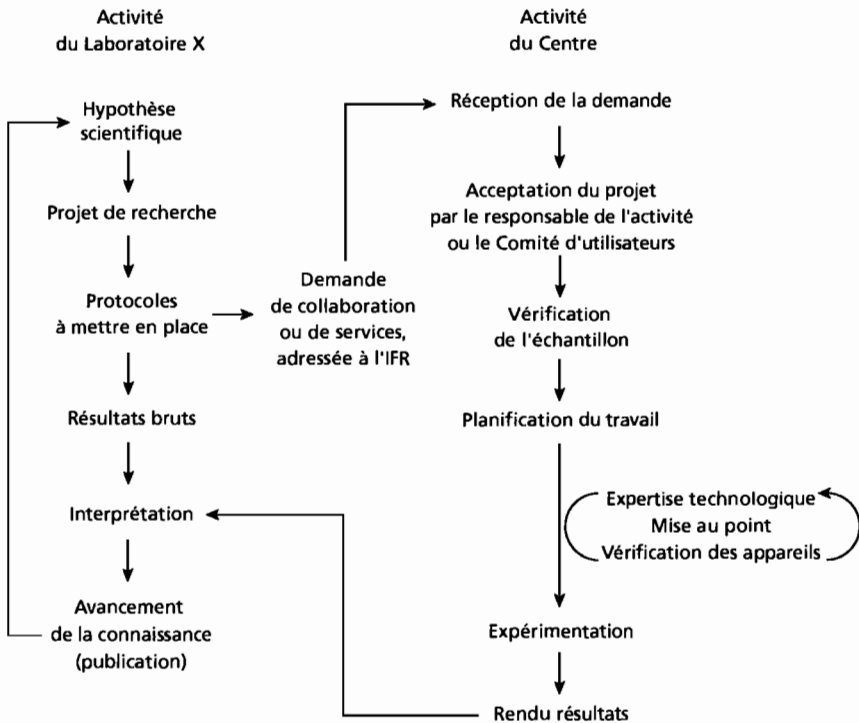 Activité
du Laboratoire X
Hypothèse
scientifique
Projet de recherche
Protocoles
à mettre en place
Résultats bruts
Interprétation
Avancement
de la connaissance
(publication)
Demande
de collaboration
ou de services,
adressée à l'IFR
Activité
du Centre
Réception de la demande
Acceptation du projet
par le responsable de l'activité
ou le Comité d'utilisateurs
Vérification
de l'échantillon
Planification du travail
Expertise technologique
Mise au point
Vérification des appareils
Expérimentation
Rendu résultats